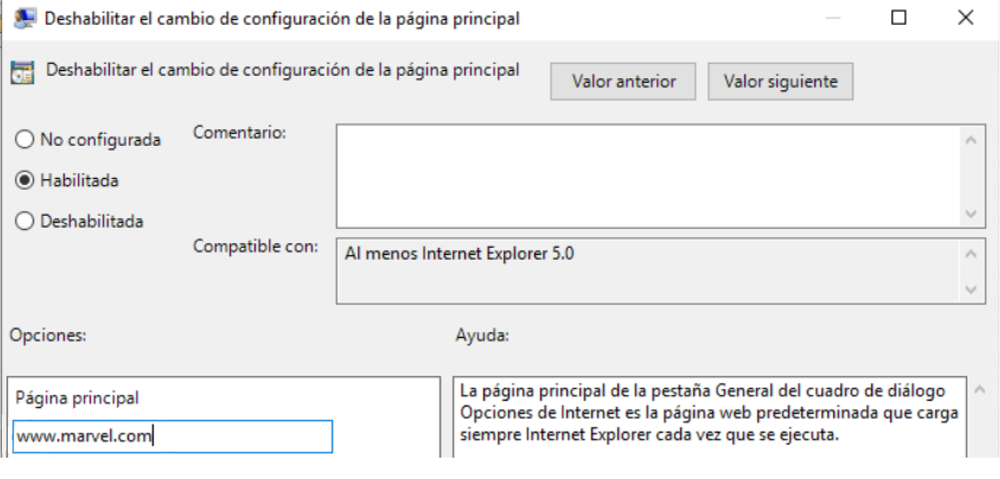 Deshabilitar el cambio de configuración de la página principal
Deshabilitar el cambio de configuración de la página principal
Valor anterior
Valor siguiente
No configurada
Comentario:
Habilitada
Deshabilitada
Compatible con:
Al menos Internet Explorer 5.0
Opciones:
Ayuda:
Página principal
www.marvel.com
La página principal de la pestaña General del cuadro de diálogo
Opciones de Internet es la página web predeterminada que carga
siempre Internet Explorer cada vez que se ejecuta.